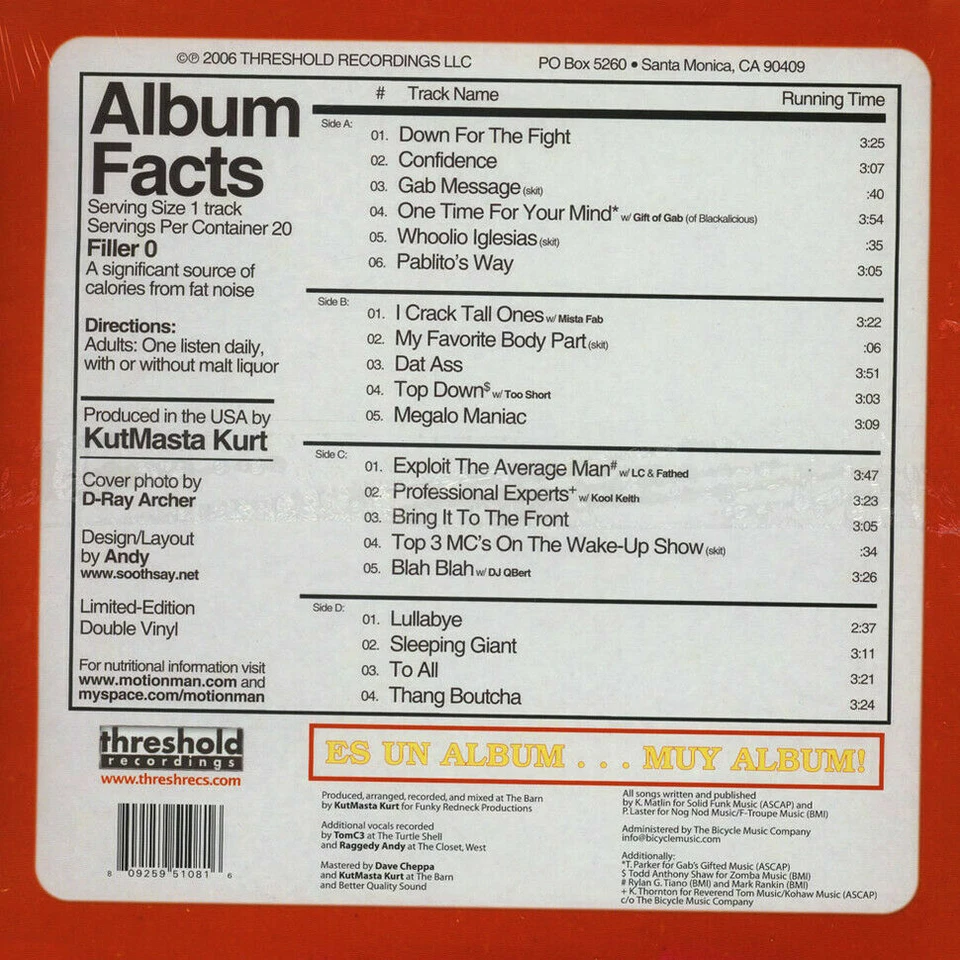 ©℗ 2006 THRESHOLD RECORDINGS LLC PO Box 5260 • Santa Monica, CA 90409
Album
Facts
Serving Size 1 track
Servings Per Container 20
Filler 0
A significant source of
calories from fat noise
Directions:
Adults: One listen daily,
with or without malt liquor
Produced in the USA by
KutMasta Kurt
Cover photo by
D-Ray Archer
Design/Layout
by Andy
www.soothsay.net
Limited-Edition
Double Vinyl
For nutritional information visit
www.motionman.com and
myspace.com/motionman
# Track Name Running Time
Side A:
01. Down For The Fight 3:25
02. Confidence 3:07
03. Gab Message (skit) :40
04. One Time For Your Mind* w/ Gift of Gab (of Blackalicious) 3:54
05. Whoolio Iglesias (skit) :35
06. Pablito's Way 3:05
Side B:
01. I Crack Tall Ones w/ Mista Fab 3:22
02. My Favorite Body Part (skit) :06
03. Dat Ass 3:51
04. Top Down$ w/ Too Short 3:03
05. Megalo Maniac 3:09
Side C:
01. Exploit The Average Man# w/ LC & Fathed 3:47
02. Professional Experts+ w/ Kool Keith 3:23
03. Bring It To The Front 3:05
04. Top 3 MC's On The Wake-Up Show (skit) :34
05. Blah Blah w/ DJ QBert 3:26
Side D:
01. Lullabye 2:37
02. Sleeping Giant 3:11
03. To All 3:21
04. Thang Boutcha 3:24
threshold
recordings
www.threshrecs.com
8 09259 51081 6
ES UN ALBUM . . . MUY ALBUM!
Produced, arranged, recorded, and mixed at The Barn
by KutMasta Kurt for Funky Redneck Productions
Additional vocals recorded
by TomC3 at The Turtle Shell
and Raggedy Andy at The Closet, West
Mastered by Dave Cheppa
and KutMasta Kurt at The Barn
and Better Quality Sound
All songs written and published
by K. Matlin for Solid Funk Music (ASCAP) and
P.Laster for Nog Nod Music/F-Troupe Music (BMI)
Administered by The Bicycle Music Company
info@bicyclemusic.com
Additionally:
*T. Parker for Gab's Gifted Music (ASCAP)
$ Todd Anthony Shaw for Zomba Music (BMI)
# Rylan G. Tiano (BMI) and Mark Rankin (BMI)
+ K. Thornton for Reverend Tom Music/Kohaw Music (ASCAP)
c/o The Bicycle Music Company